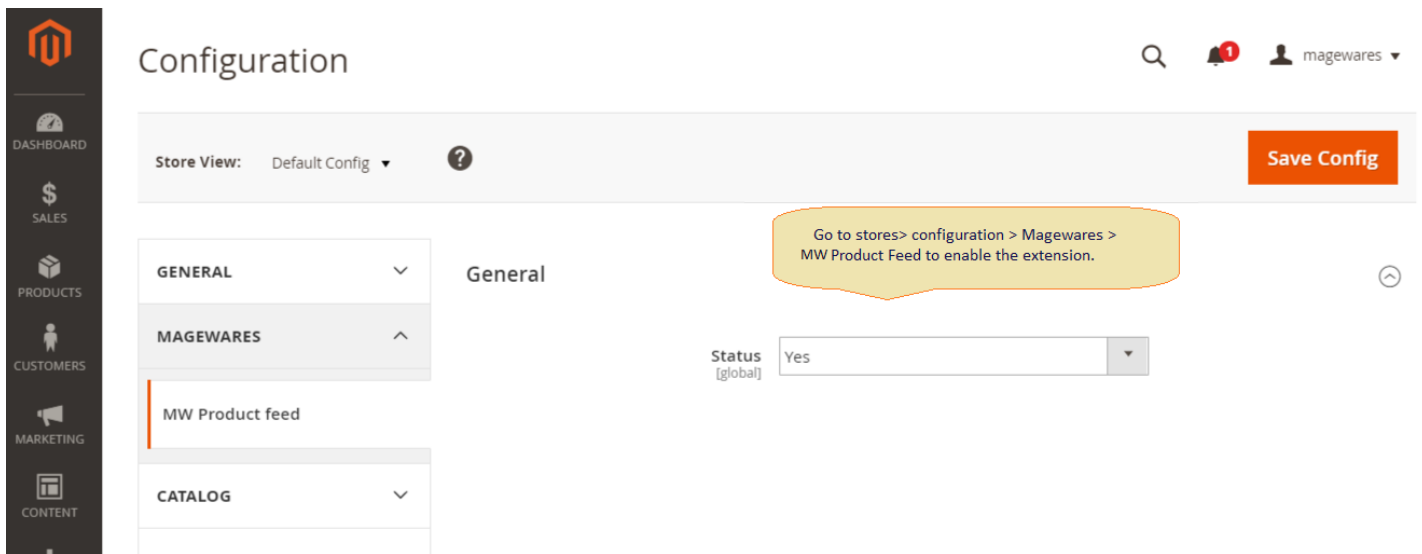 Configuration
1
magewares
DASHBOARD
Store View:
Default Config
?
Save Config
SALES
Go to stores> configuration > Magewares >
MW Product Feed to enable the extension.
GENERAL
General
PRODUCTS
MAGEWARES
CUSTOMERS
Status
Yes
[global]
MW Product feed
MARKETING
CATALOG
CONTENT